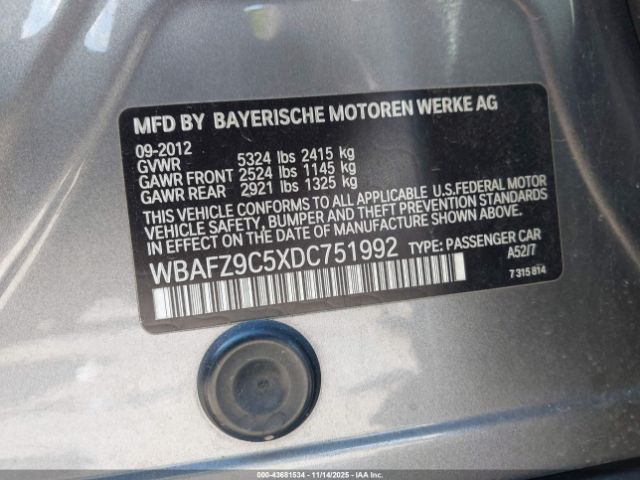 MFD BY BAYERISCHE MOTOREN WERKE AG
09-2012
GVWR 5324 lbs 2415 kg
GAWR FRONT 2524 lbs 1145 kg
GAWR REAR 2921 lbs 1325 kg
THIS VEHICLE CONFORMS TO ALL APPLICABLE U.S.FEDERAL MOTOR
VEHICLE SAFETY, BUMPER AND THEFT PREVENTION STANDARDS
IN EFFECT ON THE DATE OF MANUFACTURE SHOWN ABOVE.
WBAFZ9C5XDC751992 TYPE: PASSENGER CAR
A52/7
7 315 814
000-43681534 11/14/2025 IAAI.COM